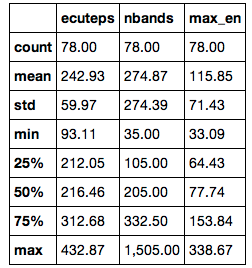 ecuteps nbands max_en
count 78.00 78.00 78.00
mean 242.93 274.87 115.85
std 59.97 274.39 71.43
min 93.11 35.00 33.09
25% 212.05 105.00 64.43
50% 216.46 205.00 77.74
75% 312.68 332.50 153.84
max 432.87 1,505.00 338.67